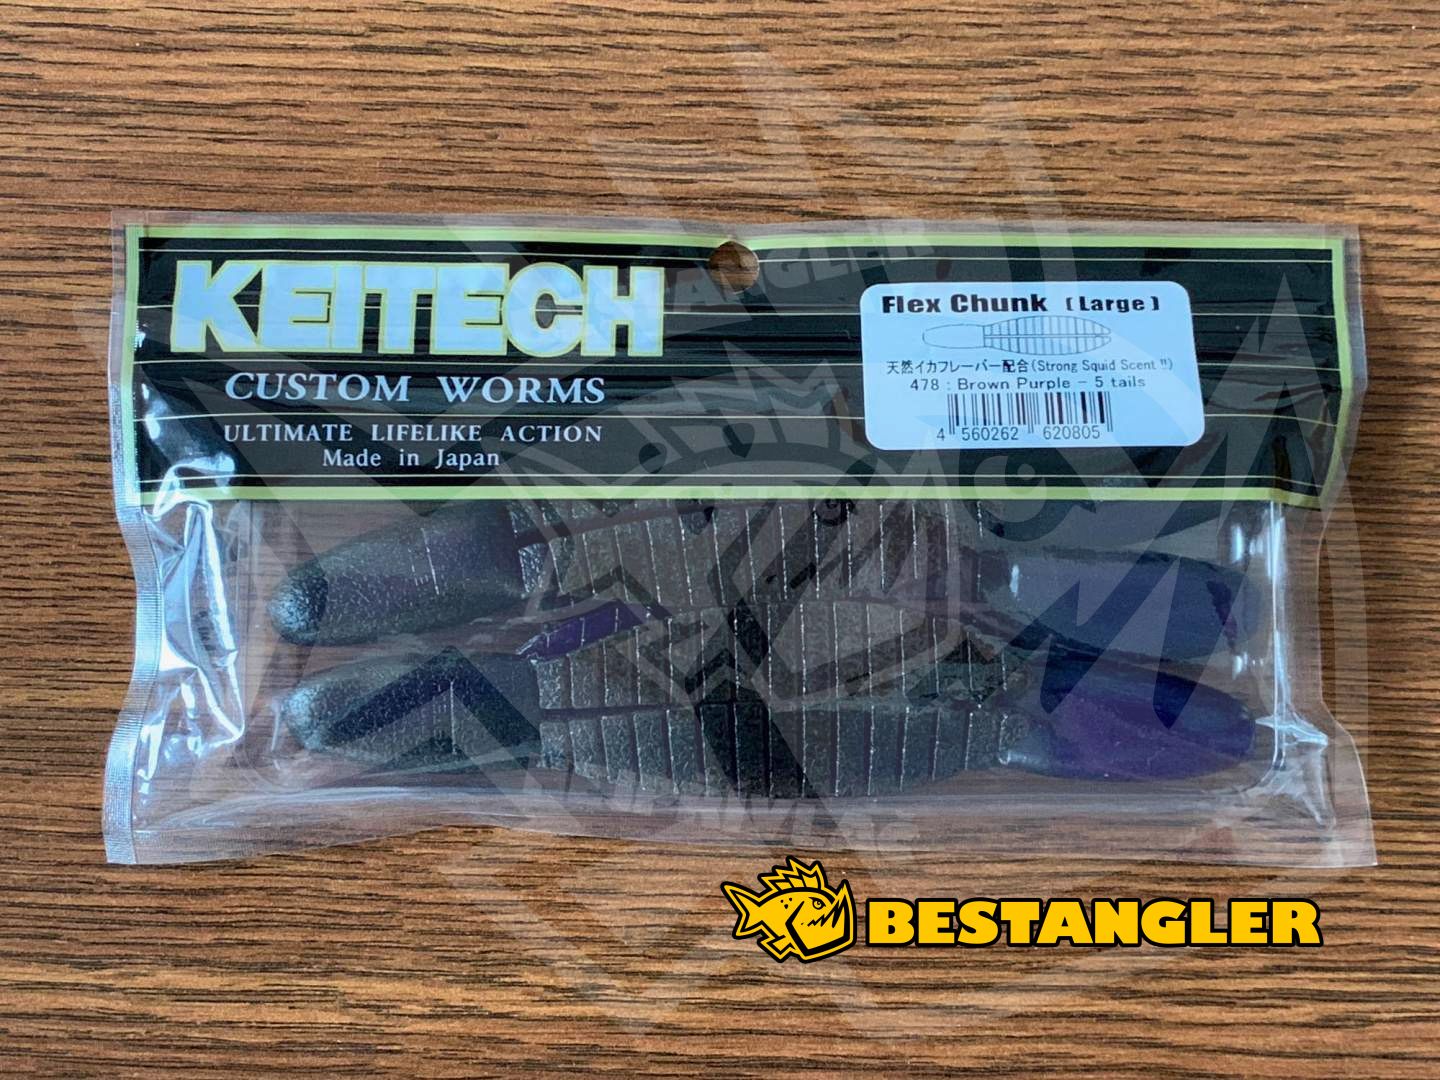 KEITECH
CUSTOM WORMS
ULTIMATE LIFELIKE ACTION
Made in Japan
Flex Chunk (Large)
天然イカフレーバー配合(Strong Squid Scent!!)
478 : Brown Purple - 5 tails
4 560262 620805
BESTANGLER